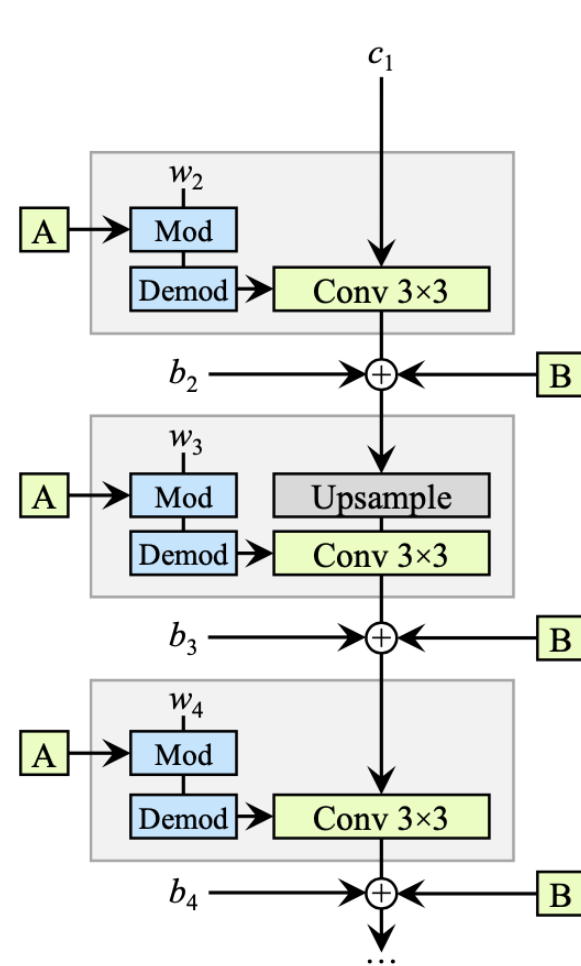 c₁
w₂
A Mod
Demod Conv 3×3
b₂ + B
w₃
A Mod Upsample
Demod Conv 3×3
b₃ + B
w₄
A Mod
Demod Conv 3×3
b₄ + B
...